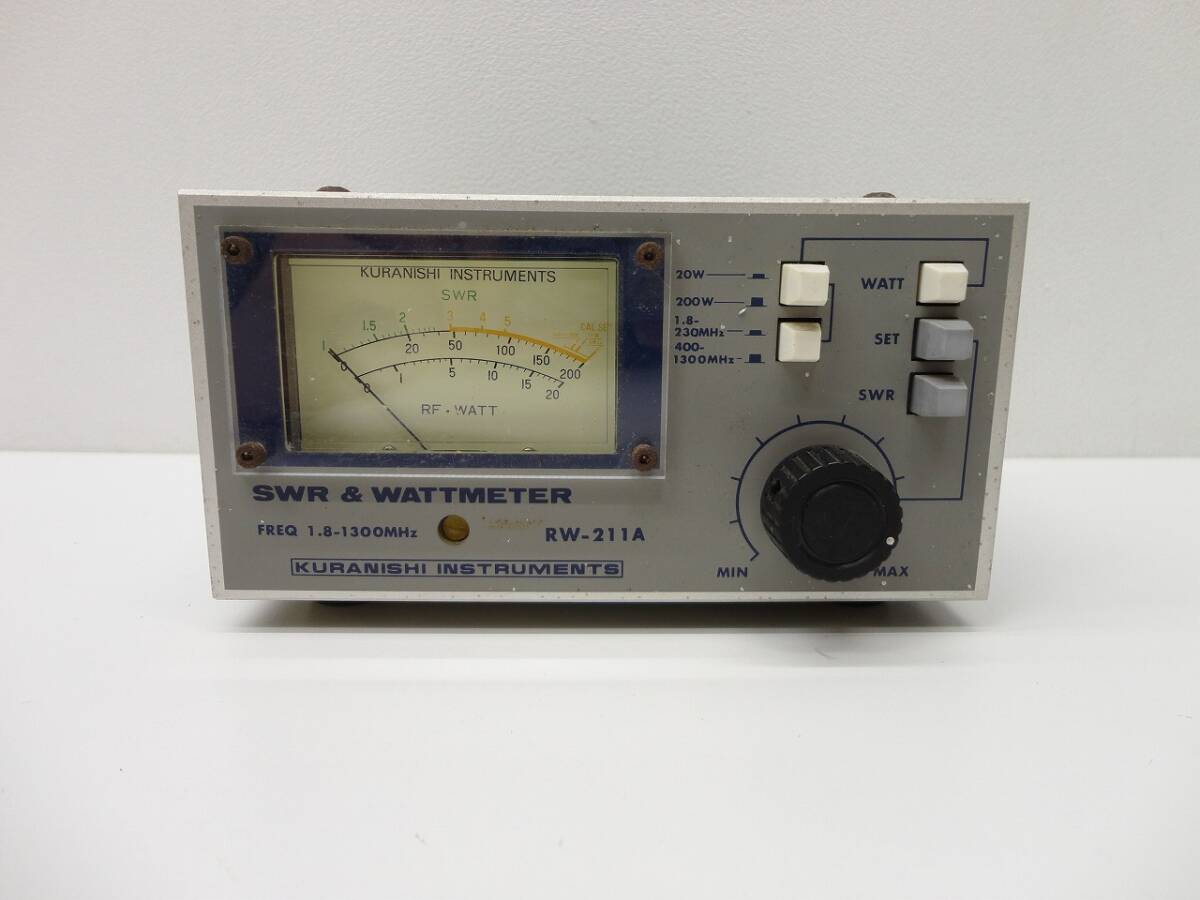 KURANISHI INSTRUMENTS
SWR
1 1.5 2 3 4 5
CAL SET
0 20 50 100 150 200
0 1 5 10 15 20
RF · WATT
20W
200W
1.8-
230MHz
400-
1300MHz
WATT
SET
SWR
SWR & WATTMETER
FREQ 1.8-1300MHz
RW-211A
KURANISHI INSTRUMENTS
MIN
MAX